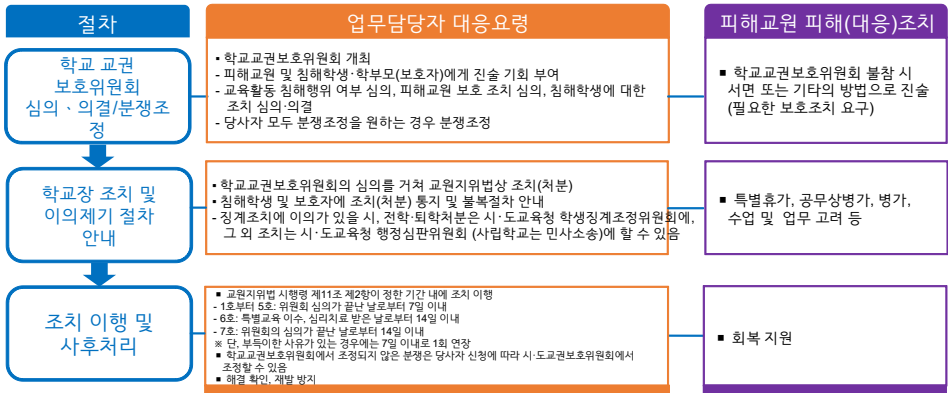 절차
업무담당자 대응요령
피해교원 피해(대응)조치
학교 교권
보호위원회
심의ㆍ의결/분쟁조
정
▪ 학교교권보호위원회 개최
- 피해교원 및 침해학생·학부모(보호자)에게 진술 기회 부여
- 교육활동 침해행위 여부 심의, 피해교원 보호 조치 심의, 침해학생에 대한
조치 심의·의결
- 당사자 모두 분쟁조정을 원하는 경우 분쟁조정
▪ 학교교권보호위원회 불참 시
서면 또는 기타의 방법으로 진술
(필요한 보호조치 요구)
학교장 조치 및
이의제기 절차
안내
▪ 학교교권보호위원회의 심의를 거쳐 교원지위법상 조치(처분)
▪ 침해학생 및 보호자에 조치(처분) 통지 및 불복절차 안내
- 징계조치에 이의가 있을 시, 전학·퇴학처분은 시·도교육청 학생징계조정위원회에,
그 외 조치는 시·도교육청 행정심판위원회 (사립학교는 민사소송)에 할 수 있음
▪ 특별휴가, 공무상병가, 병가,
수업 및 업무 고려 등
조치 이행 및
사후처리
▪ 교원지위법 시행령 제11조 제2항이 정한 기간 내에 조치 이행
- 1호부터 5호: 위원회 심의가 끝난 날로부터 7일 이내
- 6호: 특별교육 이수, 심리치료 받은 날로부터 14일 이내
- 7호: 위원회의 심의가 끝난 날로부터 14일 이내
※ 단, 부득이한 사유가 있는 경우에는 7일 이내로 1회 연장
▪ 학교교권보호위원회에서 조정되지 않은 분쟁은 당사자 신청에 따라 시·도교권보호위원회에서
조정할 수 있음
▪ 해결 확인, 재발 방지
▪ 회복 지원